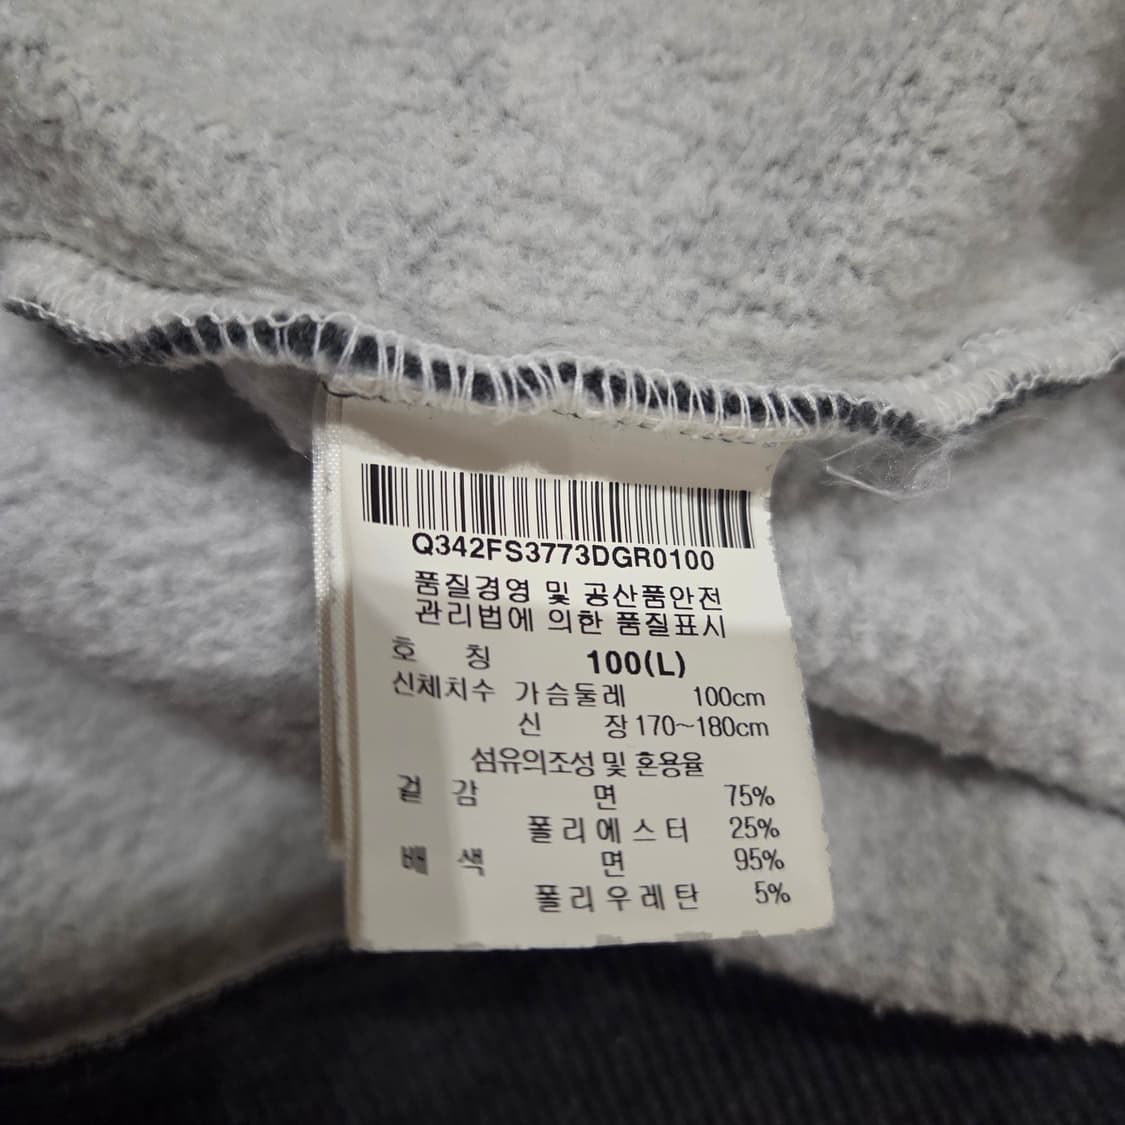 Q342FS3773DGR0100
품질경영 및 공산품안전
관리법에 의한 품질표시
호 칭 100(L)
신체치수 가슴둘레 100cm
신 장 170~180cm
섬유의조성 및 혼용율
겉 감 면 75%
폴리에스터 25%
배 색 면 95%
폴리우레탄 5%